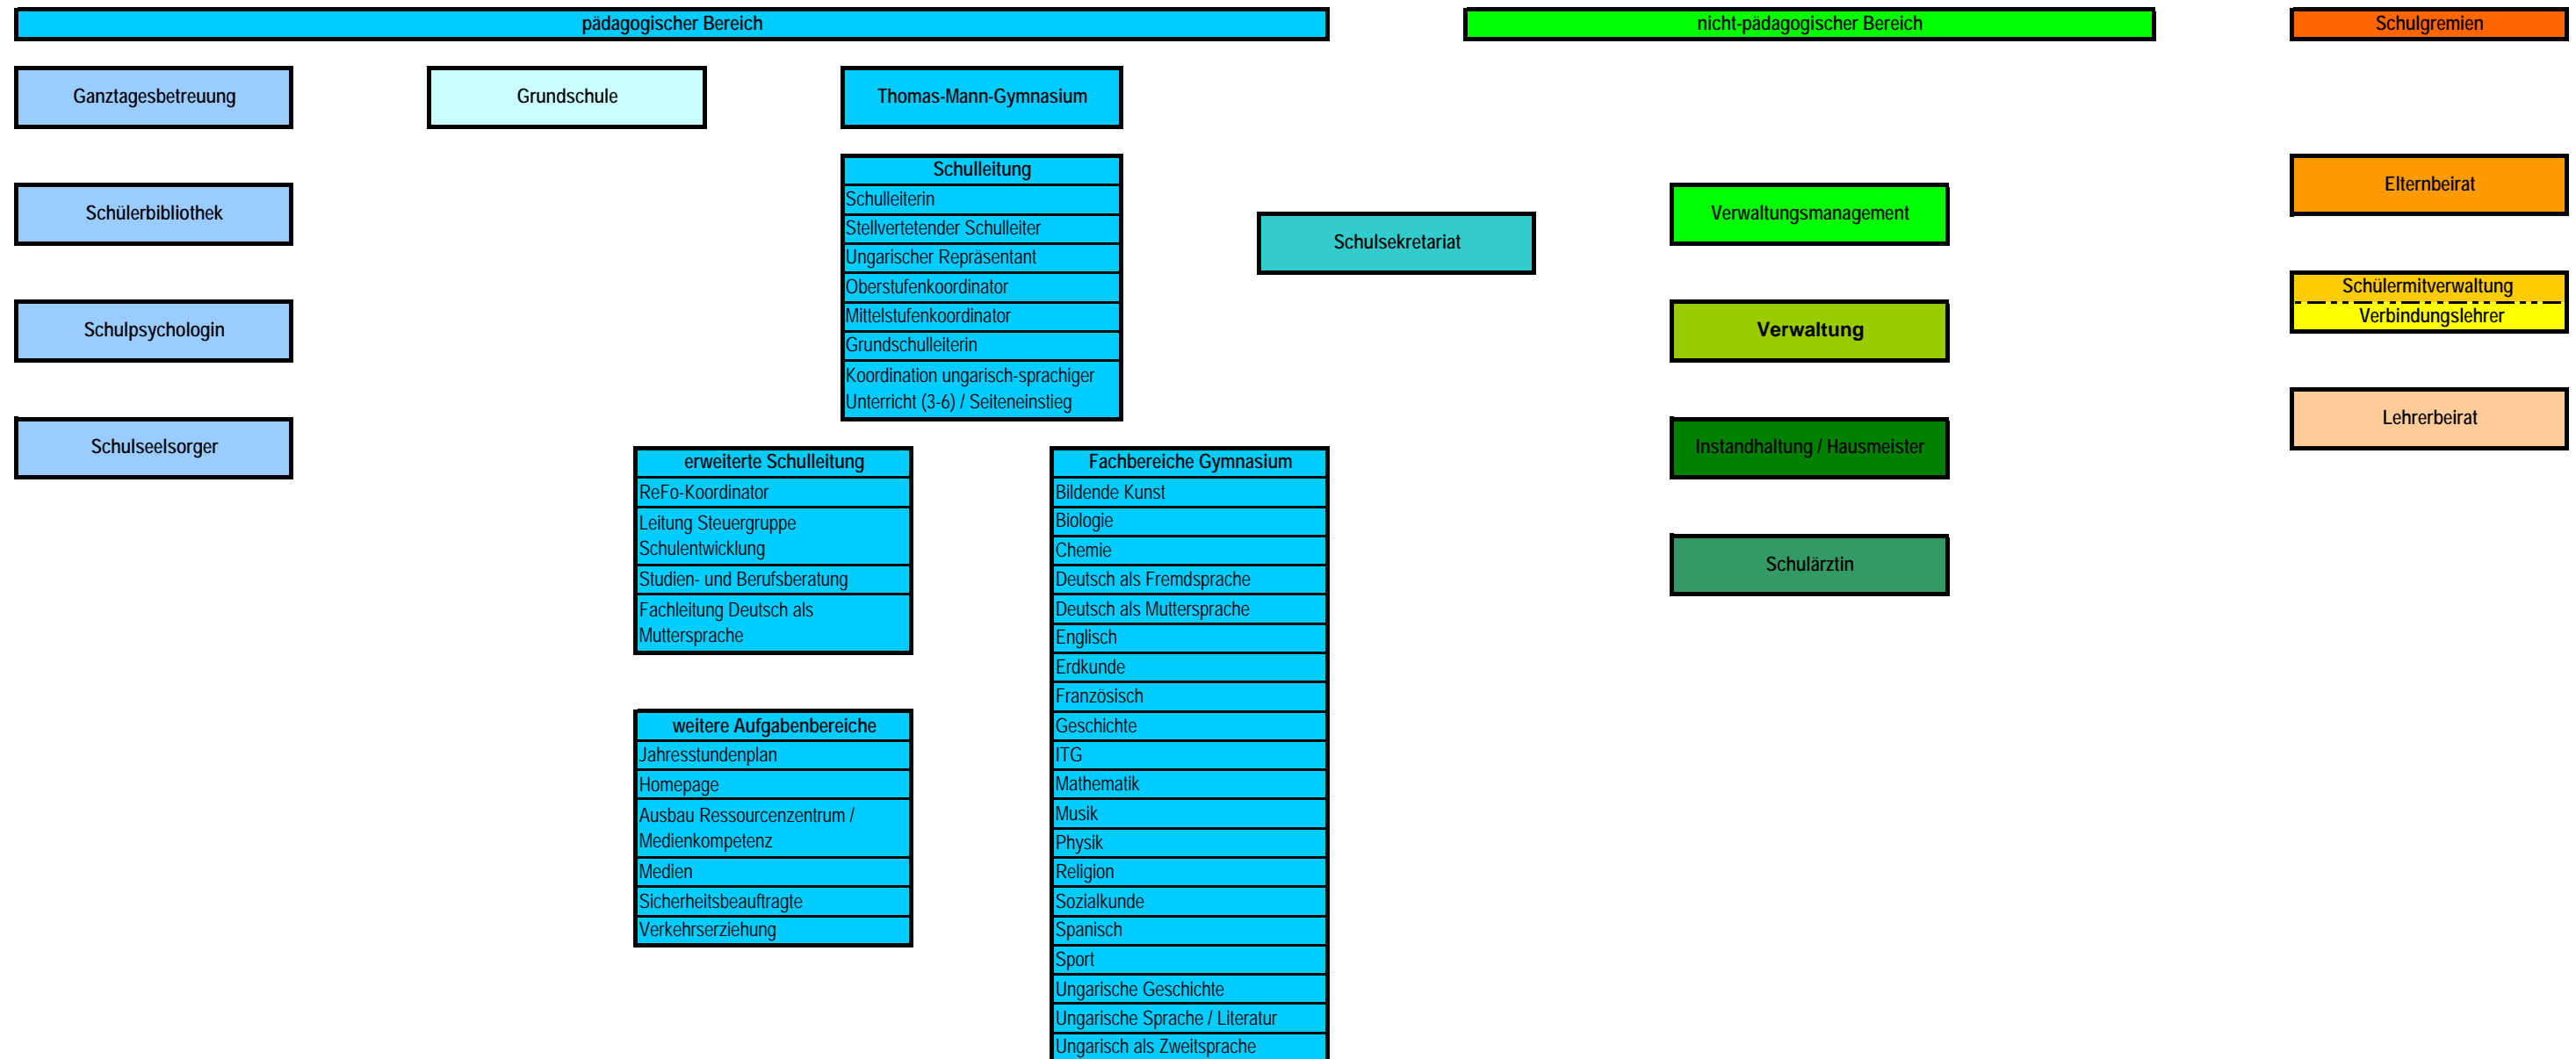 pädagogischer Bereich
nicht-pädagogischer Bereich
Schulgremien
Ganztagesbetreuung
Grundschule
Thomas-Mann-Gymnasium
Schülerbibliothek
Schulpsychologin
Schulseelsorger
Schulleitung
Schulleiterin
Stellvertetender Schulleiter
Ungarischer Repräsentant
Oberstufenkoordinator
Mittelstufenkoordinator
Grundschulleiterin
Koordination ungarisch-sprachiger
Unterricht (3-6) / Seiteneinstieg
erweiterte Schulleitung
ReFo-Koordinator
Leitung Steuergruppe
Schulentwicklung
Studien- und Berufsberatung
Fachleitung Deutsch als
Muttersprache
weitere Aufgabenbereiche
Jahresstundenplan
Homepage
Ausbau Ressourcenzentrum /
Medienkompetenz
Medien
Sicherheitsbeauftragte
Verkehrserziehung
Fachbereiche Gymnasium
Bildende Kunst
Biologie
Chemie
Deutsch als Fremdsprache
Deutsch als Muttersprache
Englisch
Erdkunde
Französisch
Geschichte
ITG
Mathematik
Musik
Physik
Religion
Sozialkunde
Spanisch
Sport
Ungarische Geschichte
Ungarische Sprache / Literatur
Ungarisch als Zweitsprache
Schulsekretariat
Verwaltungsmanagement
Verwaltung
Instandhaltung / Hausmeister
Schulärztin
Elternbeirat
Schülermitverwaltung
Verbindungslehrer
Lehrerbeirat